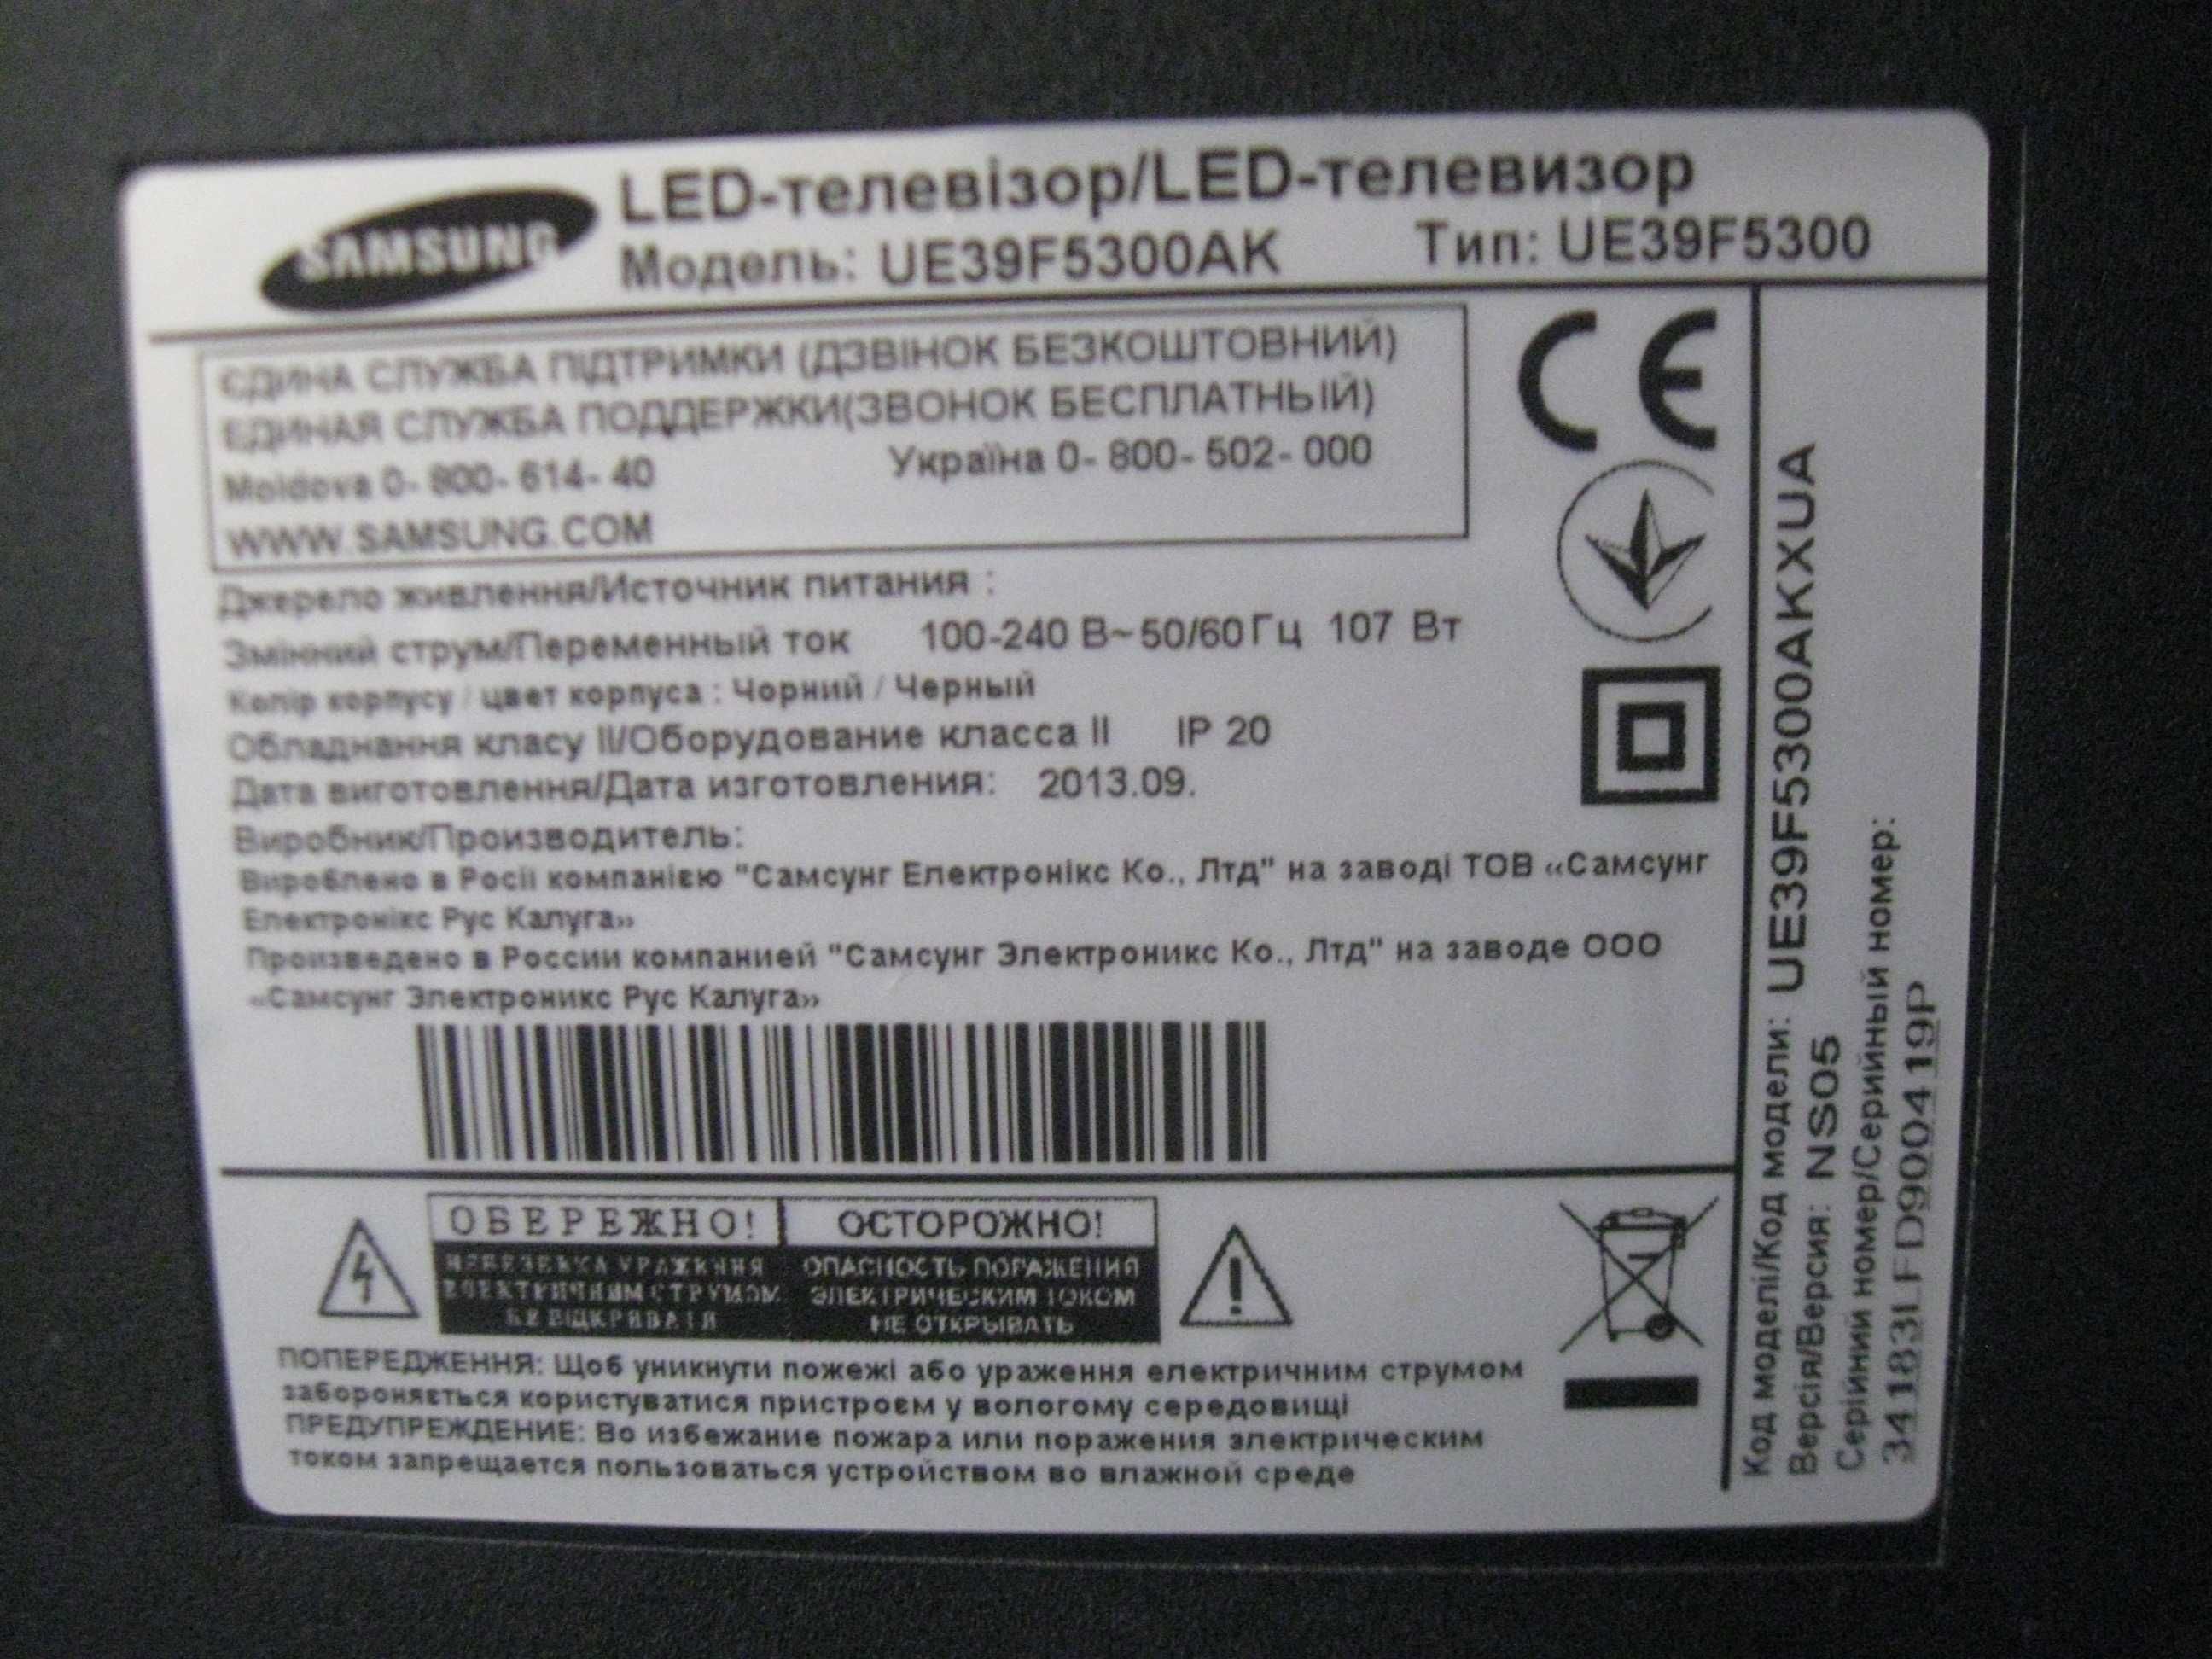 SAMSUNG
LED-телевізор/LED-телевизор
Модель: UE39F5300AK Тип: UE39F5300
ЄДИНА СЛУЖБА ПІДТРИМКИ (ДЗВІНОК БЕЗКОШТОВНИЙ)
ЕДИНАЯ СЛУЖБА ПОДДЕРЖКИ(ЗВОНОК БЕСПЛАТНЫЙ)
Moldova 0- 800- 614- 40 Україна 0- 800- 502- 000
WWW.SAMSUNG.COM
Джерело живлення/Источник питания :
Змінний струм/Переменный ток 100-240 В~50/60Гц 107 Вт
Колір корпусу / цвет корпуса : Чорний / Черный
Обладнання класу II/Оборудование класса II IP 20
Дата виготовлення/Дата изготовления: 2013.09.
Виробник/Производитель:
Вироблено в Росії компанією "Самсунг Електронікс Ко., Лтд" на заводі ТОВ «Самсунг
Електронікс Рус Калуга»
Произведено в России компанией "Самсунг Электроникс Ко., Лтд" на заводе ООО
«Самсунг Электроникс Рус Калуга»
CE
ОБЕРЕЖНО! ОСТОРОЖНО!
НЕБЕЗПЕКА УРАЖЕННЯ ОПАСНОСТЬ ПОРАЖЕНИЯ
ЕЛЕКТРИЧНИМ СТРУМОМ ЭЛЕКТРИЧЕСКИМ ТОКОМ
НЕ ВІДКРИВАТИ НЕ ОТКРЫВАТЬ
ПОПЕРЕДЖЕННЯ: Щоб уникнути пожежі або ураження електричним струмом
забороняється користуватися пристроєм у вологому середовищі
ПРЕДУПРЕЖДЕНИЕ: Во избежание пожара или поражения электрическим
током запрещается пользоваться устройством во влажной среде
Код моделі/Код модели: UE39F5300AKXUA
Версія/Версия: NS05
Серійний номер/Серийный номер:
34183LFD900419P